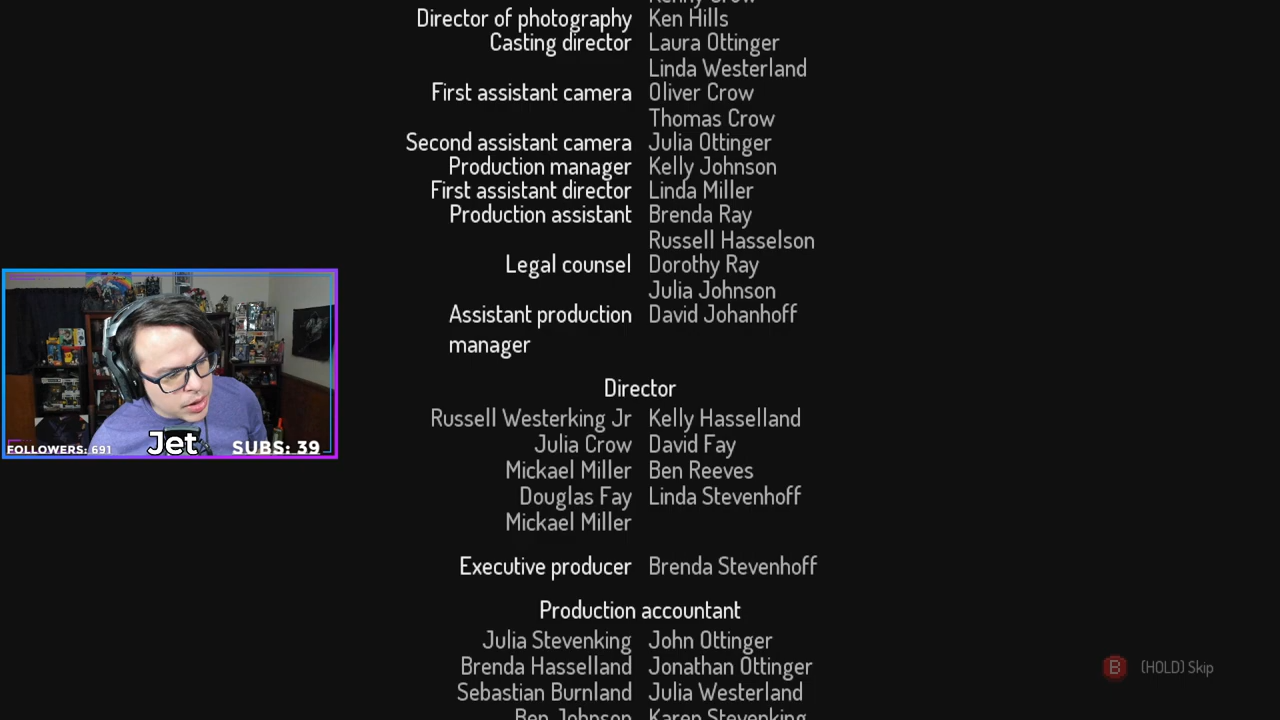 Director of photography Ken Hills
Casting director Laura Ottinger
Linda Westerland
First assistant camera Oliver Crow
Thomas Crow
Second assistant camera Julia Ottinger
Production manager Kelly Johnson
First assistant director Linda Miller
Production assistant Brenda Ray
Russell Hasselson
Legal counsel Dorothy Ray
Julia Johnson
Assistant production David Johanhoff
manager
Director
Russell Westerking Jr Kelly Hasselland
Julia Crow David Fay
Mickael Miller Ben Reeves
Douglas Fay Linda Stevenhoff
Mickael Miller
Executive producer Brenda Stevenhoff
Production accountant
Julia Stevenking John Ottinger
Brenda Hasselland Jonathan Ottinger
Sebastian Burnland Julia Westerland
Ben Johnson Karen Stevenking
FOLLOWERS: 691 Jet SUBS: 39
B [HOLD] Skip